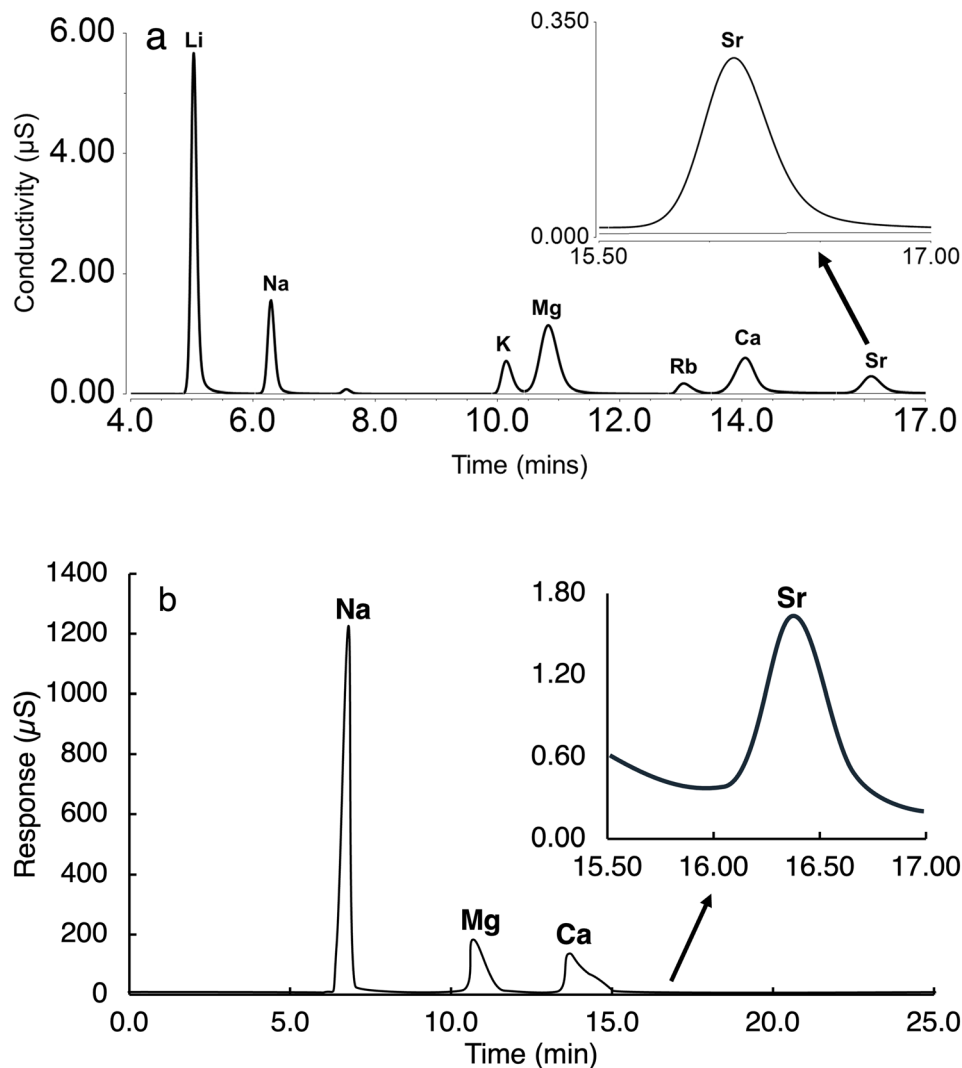 a
6.00
4.00
2.00
0.00
Conductivity (µS)
Li
Na
K
Mg
Rb
Ca
Sr
4.0 6.0 8.0 10.0 12.0 14.0 17.0
Time (mins)
0.350
Sr
0.000
15.50 17.00
b
1400
1200
1000
800
600
400
200
0
Response (µS)
Na
Mg
Ca
0.0 5.0 10.0 15.0 20.0 25.0
Time (min)
1.80
1.20
0.60
0.00
Sr
15.50 16.00 16.50 17.00